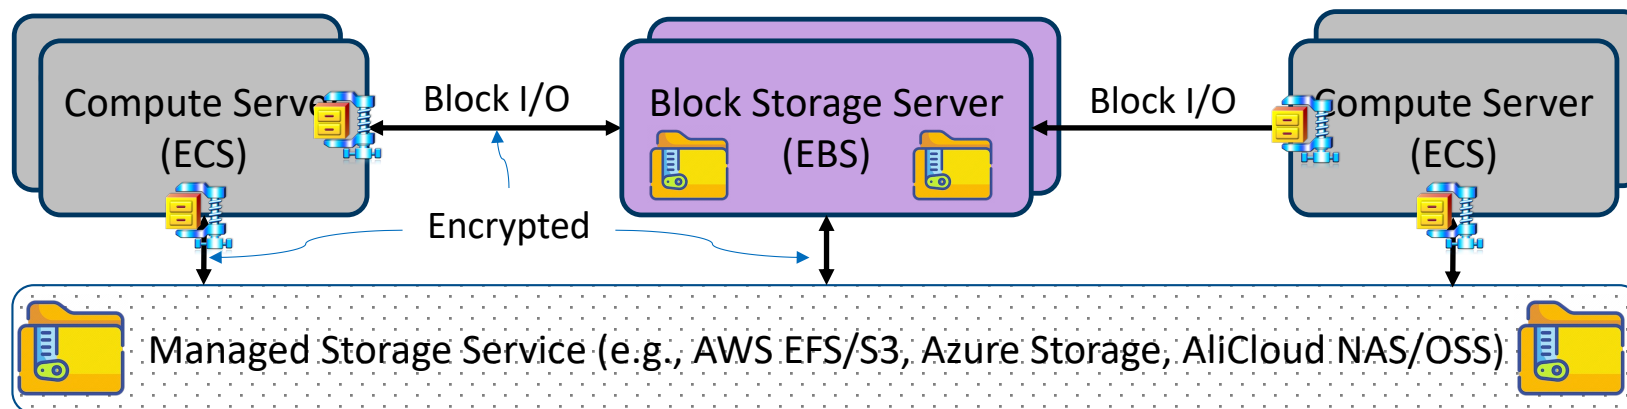 Compute Server
(ECS)
Block I/O
Block Storage Server
(EBS)
Block I/O
Compute Server
(ECS)
Encrypted
Managed Storage Service (e.g., AWS EFS/S3, Azure Storage, AliCloud NAS/OSS)